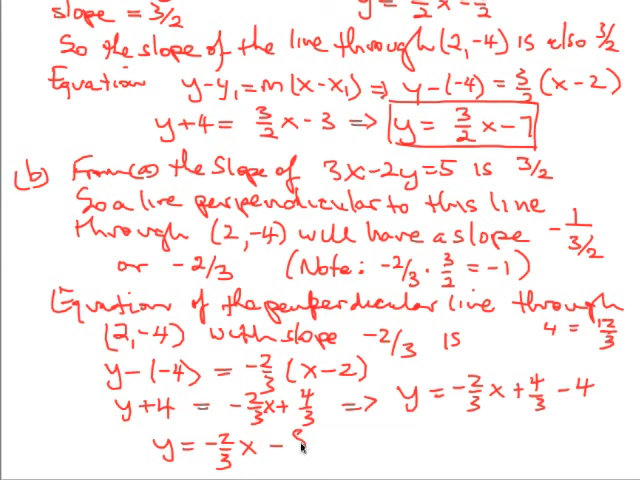 slope = 3/2
y = 3/2 x - 5/2
So the slope of the line through (2,-4) is also 3/2
Equation y-y₁ = m(x-x₁) ⇒ y-(-4) = 3/2 (x-2)
y+4 = 3/2 x - 3 ⇒ y = 3/2 x - 7
(b) From (a) the slope of 3x-2y=5 is 3/2
So a line perpendicular to this line
through (2,-4) will have a slope -1/(3/2)
or -2/3 (Note: -2/3 · 3/2 = -1)
Equation of the perpendicular line through
(2,-4) with slope -2/3 is
4 = 12/3
y-(-4) = -2/3 (x-2)
y+4 = -2/3 x + 4/3 ⇒ y = -2/3 x + 4/3 - 4
y = -2/3 x - 8